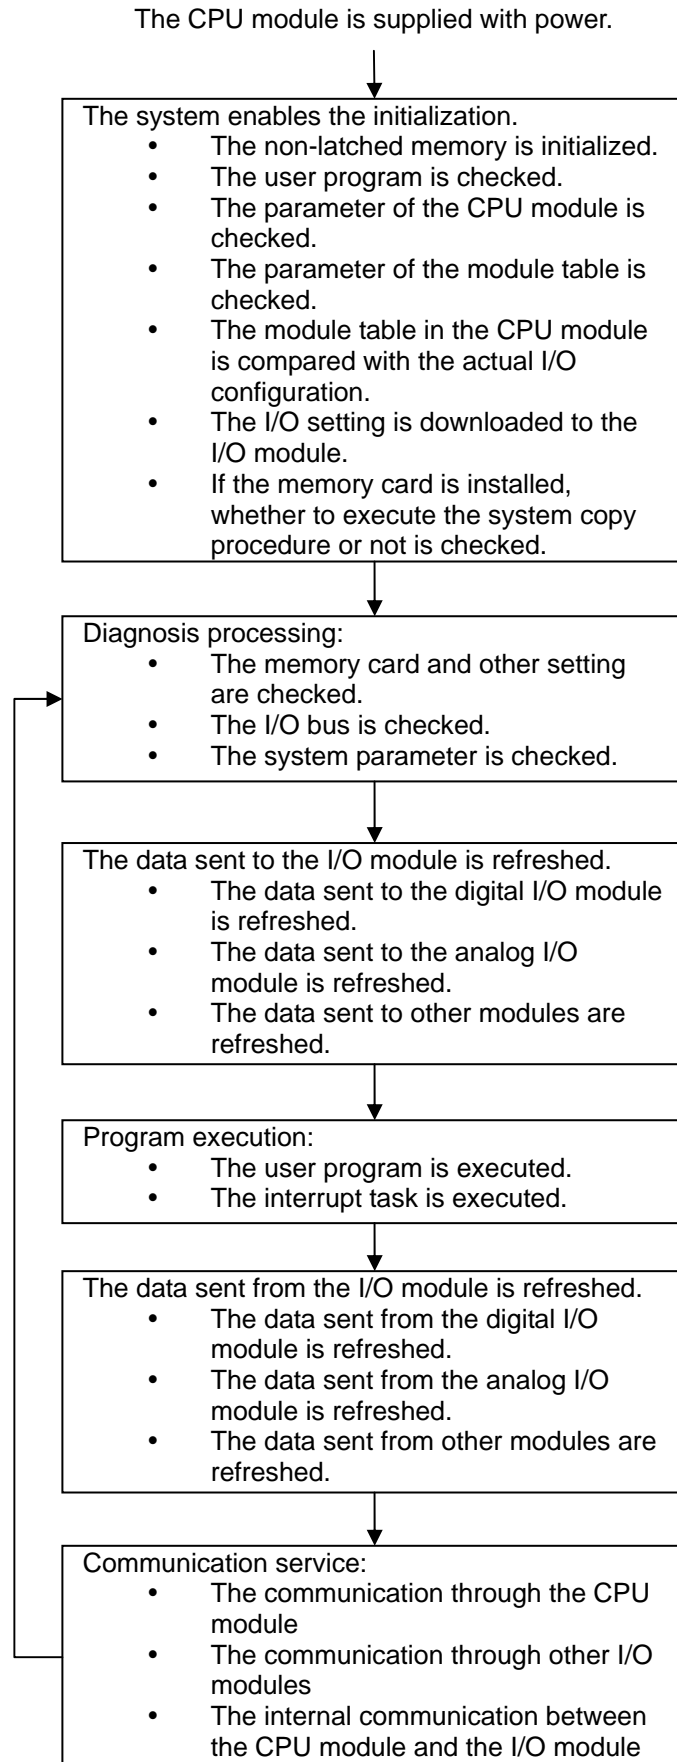 The CPU module is supplied with power.
The system enables the initialization.
• The non-latched memory is initialized.
• The user program is checked.
• The parameter of the CPU module is
checked.
• The parameter of the module table is
checked.
• The module table in the CPU module
is compared with the actual I/O
configuration.
• The I/O setting is downloaded to the
I/O module.
• If the memory card is installed,
whether to execute the system copy
procedure or not is checked.
Diagnosis processing:
• The memory card and other setting
are checked.
• The I/O bus is checked.
• The system parameter is checked.
The data sent to the I/O module is refreshed.
• The data sent to the digital I/O module
is refreshed.
• The data sent to the analog I/O
module is refreshed.
• The data sent to other modules are
refreshed.
Program execution:
• The user program is executed.
• The interrupt task is executed.
The data sent from the I/O module is refreshed.
• The data sent from the digital I/O
module is refreshed.
• The data sent from the analog I/O
module is refreshed.
• The data sent from other modules are
refreshed.
Communication service:
• The communication through the CPU
module
• The communication through other I/O
modules
• The internal communication between
the CPU module and the I/O module